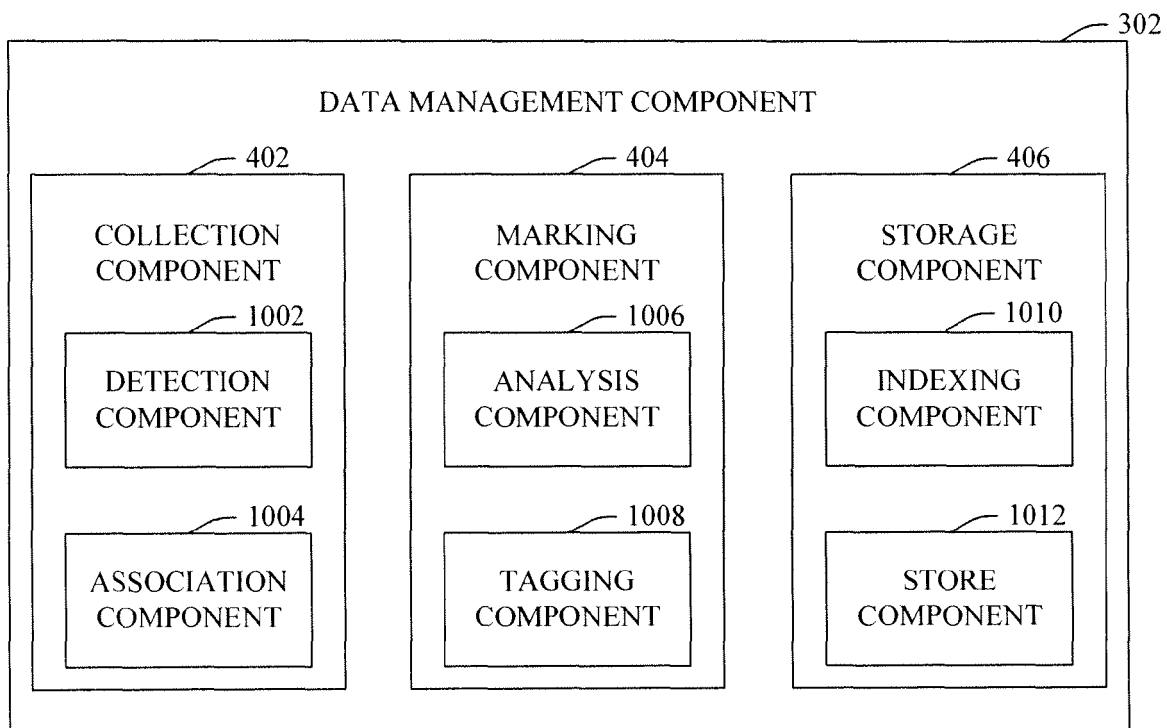 302
DATA MANAGEMENT COMPONENT
402
COLLECTION
COMPONENT
1002
DETECTION
COMPONENT
1004
ASSOCIATION
COMPONENT
404
MARKING
COMPONENT
1006
ANALYSIS
COMPONENT
1008
TAGGING
COMPONENT
406
STORAGE
COMPONENT
1010
INDEXING
COMPONENT
1012
STORE
COMPONENT